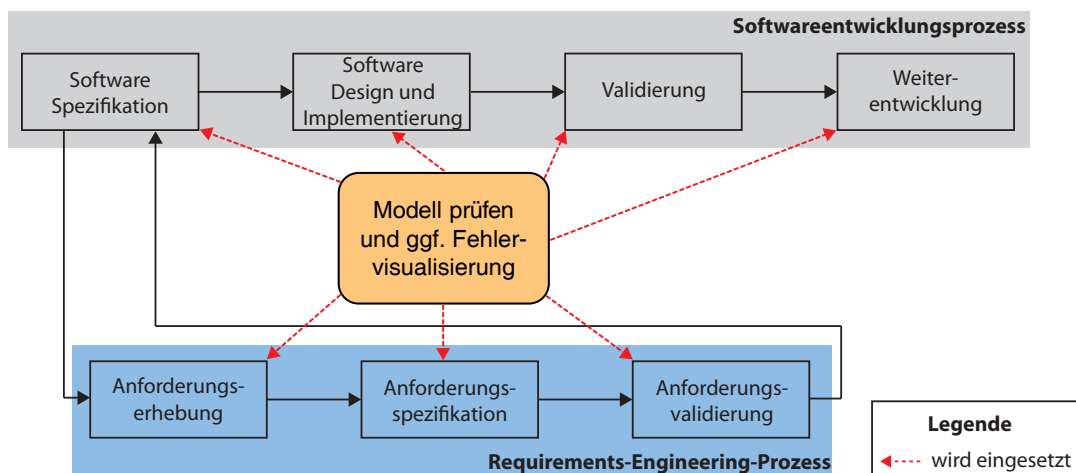 Softwareentwicklungsprozess
Software
Spezifikation
Software
Design und
Implementierung
Validierung
Weiter-
entwicklung
Modell prüfen
und ggf. Fehler-
visualisierung
Anforderungs-
erhebung
Anforderungs-
spezifikation
Anforderungs-
validierung
Requirements-Engineering-Prozess
Legende
wird eingesetzt